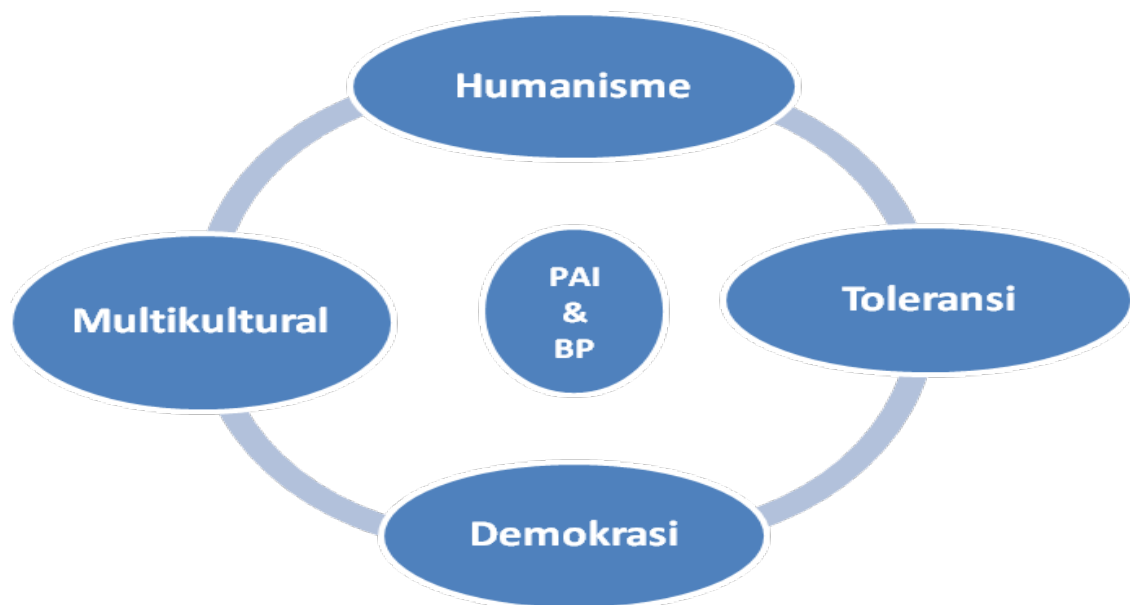 Humanisme
Multikultural
PAI
&
BP
Toleransi
Demokrasi